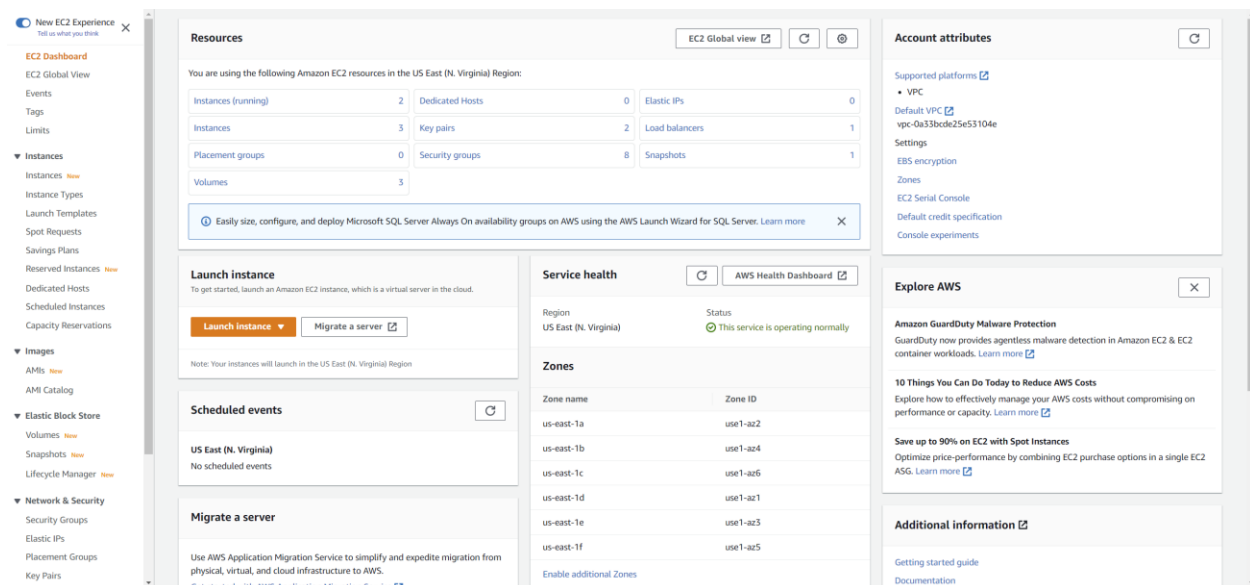 New EC2 Experience
Tell us what you think
EC2 Dashboard
EC2 Global View
Events
Tags
Limits
Instances
Instances New
Instance Types
Launch Templates
Spot Requests
Savings Plans
Reserved Instances New
Dedicated Hosts
Scheduled Instances
Capacity Reservations
Images
AMIs New
AMI Catalog
Elastic Block Store
Volumes New
Snapshots New
Lifecycle Manager New
Network & Security
Security Groups
Elastic IPs
Placement Groups
Key Pairs
Resources
EC2 Global view
You are using the following Amazon EC2 resources in the US East (N. Virginia) Region:
Instances (running) 2 Dedicated Hosts 0 Elastic IPs 0
Instances 3 Key pairs 2 Load balancers 1
Placement groups 0 Security groups 8 Snapshots 1
Volumes 3
Easily size, configure, and deploy Microsoft SQL Server Always On availability groups on AWS using the AWS Launch Wizard for SQL Server. Learn more
Launch instance
To get started, launch an Amazon EC2 instance, which is a virtual server in the cloud.
Launch instance Migrate a server
Note: Your instances will launch in the US East (N. Virginia) Region
Scheduled events
US East (N. Virginia)
No scheduled events
Migrate a server
Use AWS Application Migration Service to simplify and expedite migration from
physical, virtual, and cloud infrastructure to AWS.
Service health
AWS Health Dashboard
Region Status
US East (N. Virginia) This service is operating normally
Zones
Zone name Zone ID
us-east-1a use1-az2
us-east-1b use1-az4
us-east-1c use1-az6
us-east-1d use1-az1
us-east-1e use1-az3
us-east-1f use1-az5
Enable additional Zones
Account attributes
Supported platforms
• VPC
Default VPC
vpc-0a33bcde25e53104e
Settings
EBS encryption
Zones
EC2 Serial Console
Default credit specification
Console experiments
Explore AWS
Amazon GuardDuty Malware Protection
GuardDuty now provides agentless malware detection in Amazon EC2 & EC2
container workloads. Learn more
10 Things You Can Do Today to Reduce AWS Costs
Explore how to effectively manage your AWS costs without compromising on
performance or capacity. Learn more
Save up to 90% on EC2 with Spot Instances
Optimize price-performance by combining EC2 purchase options in a single EC2
ASG. Learn more
Additional information
Getting started guide
Documentation